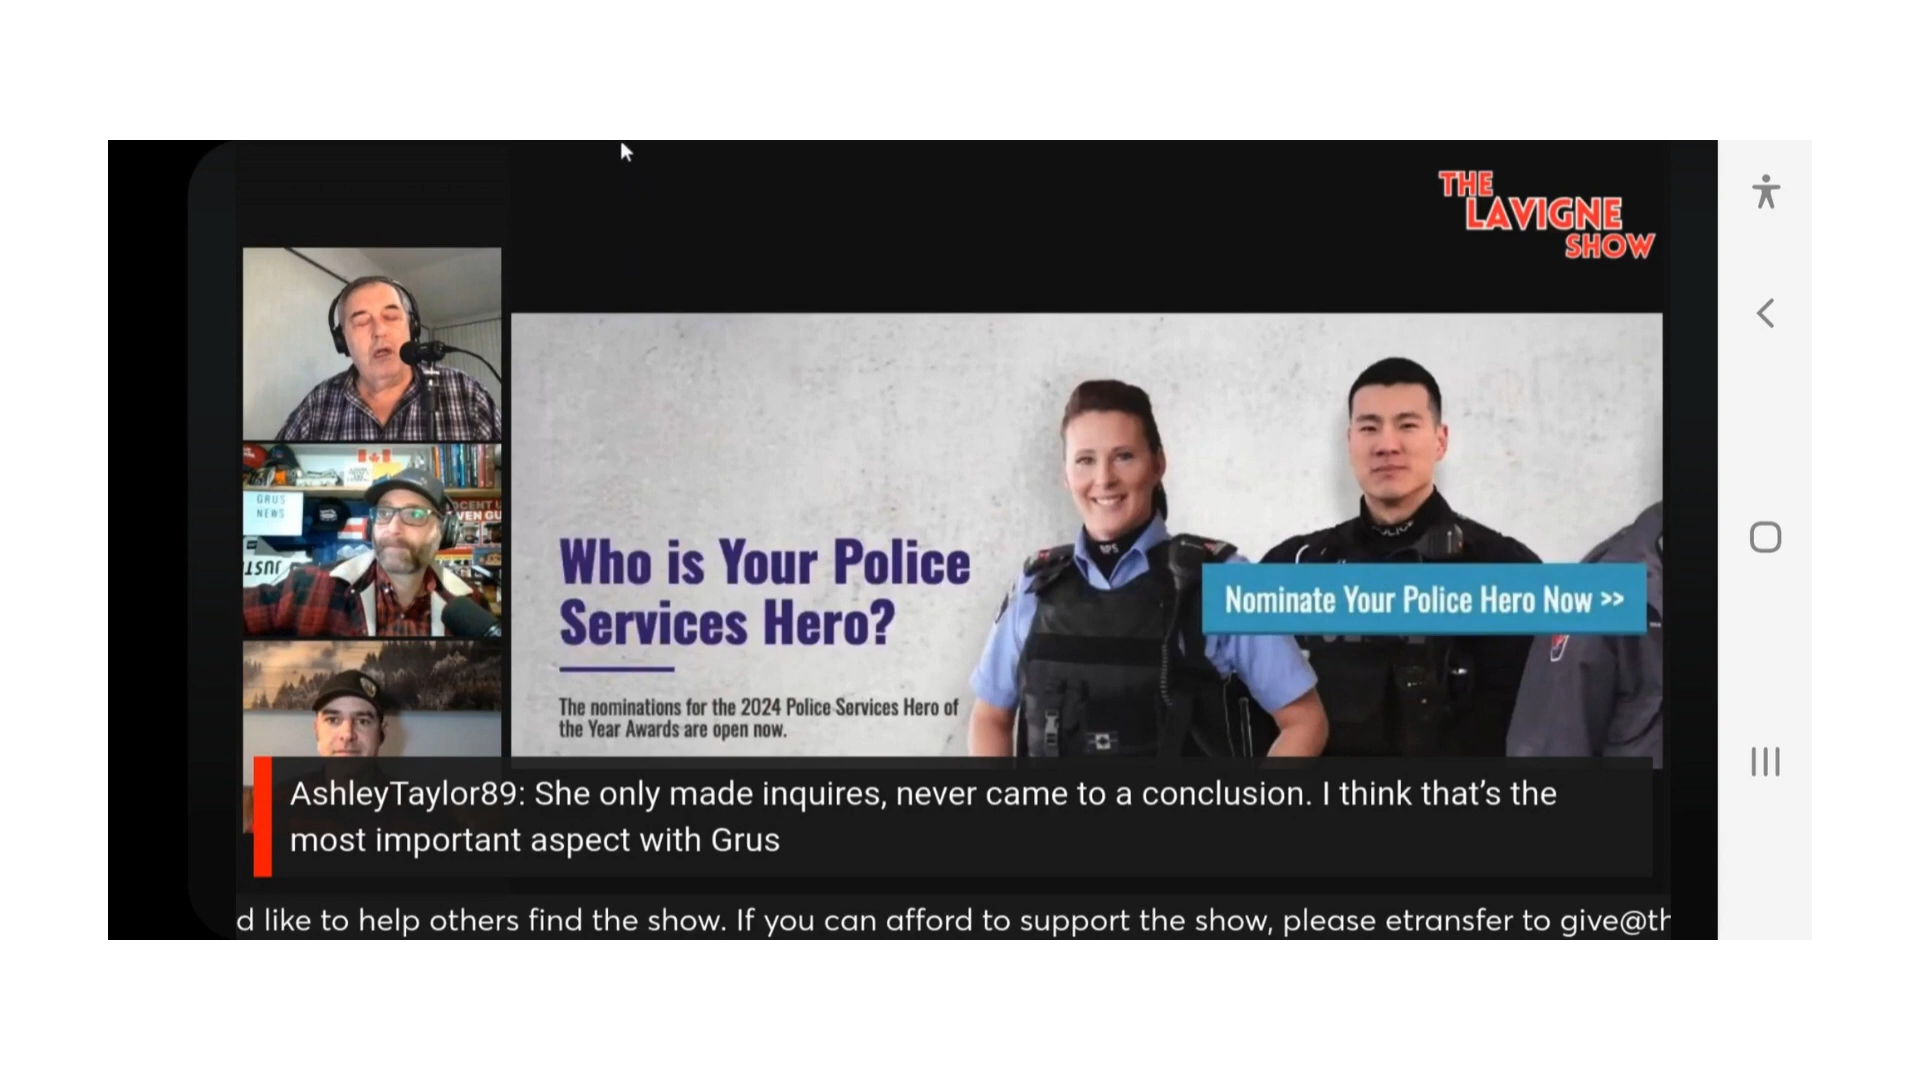 THE
LAVIGNE
SHOW
GRUS
NEWS
Who is Your Police
Services Hero?
Nominate Your Police Hero Now >>
The nominations for the 2024 Police Services Hero of
the Year Awards are open now.
AshleyTaylor89: She only made inquires, never came to a conclusion. I think that’s the
most important aspect with Grus
d like to help others find the show. If you can afford to support the show, please etransfer to give@th